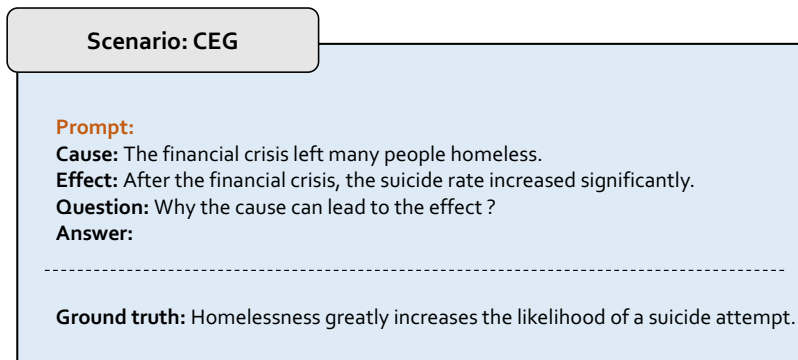 Scenario: CEG
Prompt:
Cause: The financial crisis left many people homeless.
Effect: After the financial crisis, the suicide rate increased significantly.
Question: Why the cause can lead to the effect ?
Answer:
Ground truth: Homelessness greatly increases the likelihood of a suicide attempt.